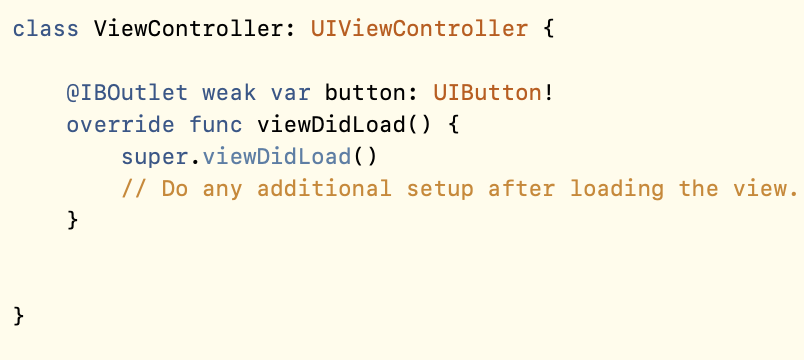 class ViewController: UIViewController {
@IBOutlet weak var button: UIButton!
override func viewDidLoad() {
super.viewDidLoad()
// Do any additional setup after loading the view.
}
}